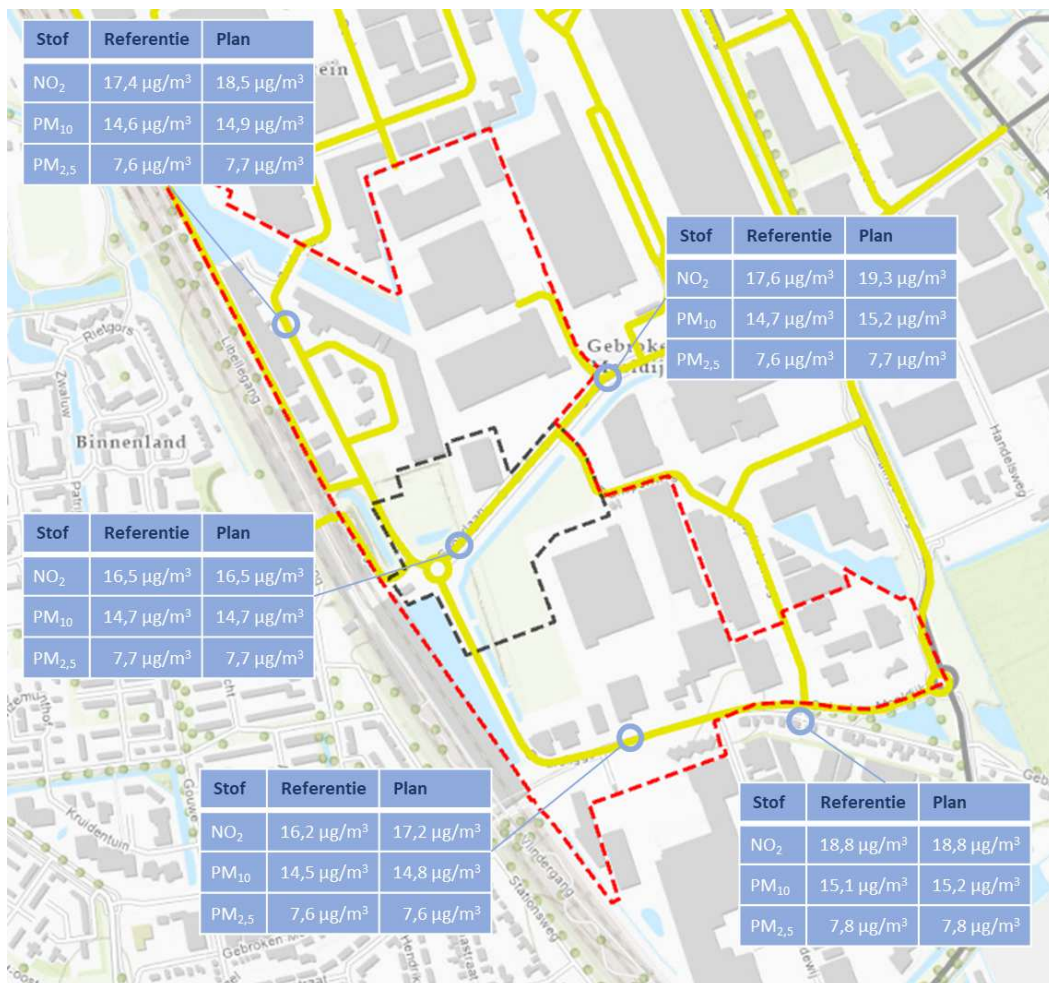 Stof Referentie Plan
NO2 17,4 µg/m³ 18,5 µg/m³
PM10 14,6 µg/m³ 14,9 µg/m³
PM2,5 7,6 µg/m³ 7,7 µg/m³
Stof Referentie Plan
NO2 17,6 µg/m³ 19,3 µg/m³
PM10 14,7 µg/m³ 15,2 µg/m³
PM2,5 7,6 µg/m³ 7,7 µg/m³
Rietgors
Zwaluw
Libellegang
Gebroke
Binnenland
Handelsweg
Stof Referentie Plan
NO2 16,5 µg/m³ 16,5 µg/m³
PM10 14,7 µg/m³ 14,7 µg/m³
PM2,5 7,7 µg/m³ 7,7 µg/m³
Gouwe
Kruidentuin
Stof Referentie Plan
NO2 16,2 µg/m³ 17,2 µg/m³
PM10 14,5 µg/m³ 14,8 µg/m³
PM2,5 7,6 µg/m³ 7,6 µg/m³
Vlindergang
Stationsweg
Stof Referentie Plan
NO2 18,8 µg/m³ 18,8 µg/m³
PM10 15,1 µg/m³ 15,2 µg/m³
PM2,5 7,8 µg/m³ 7,8 µg/m³
Gebroken